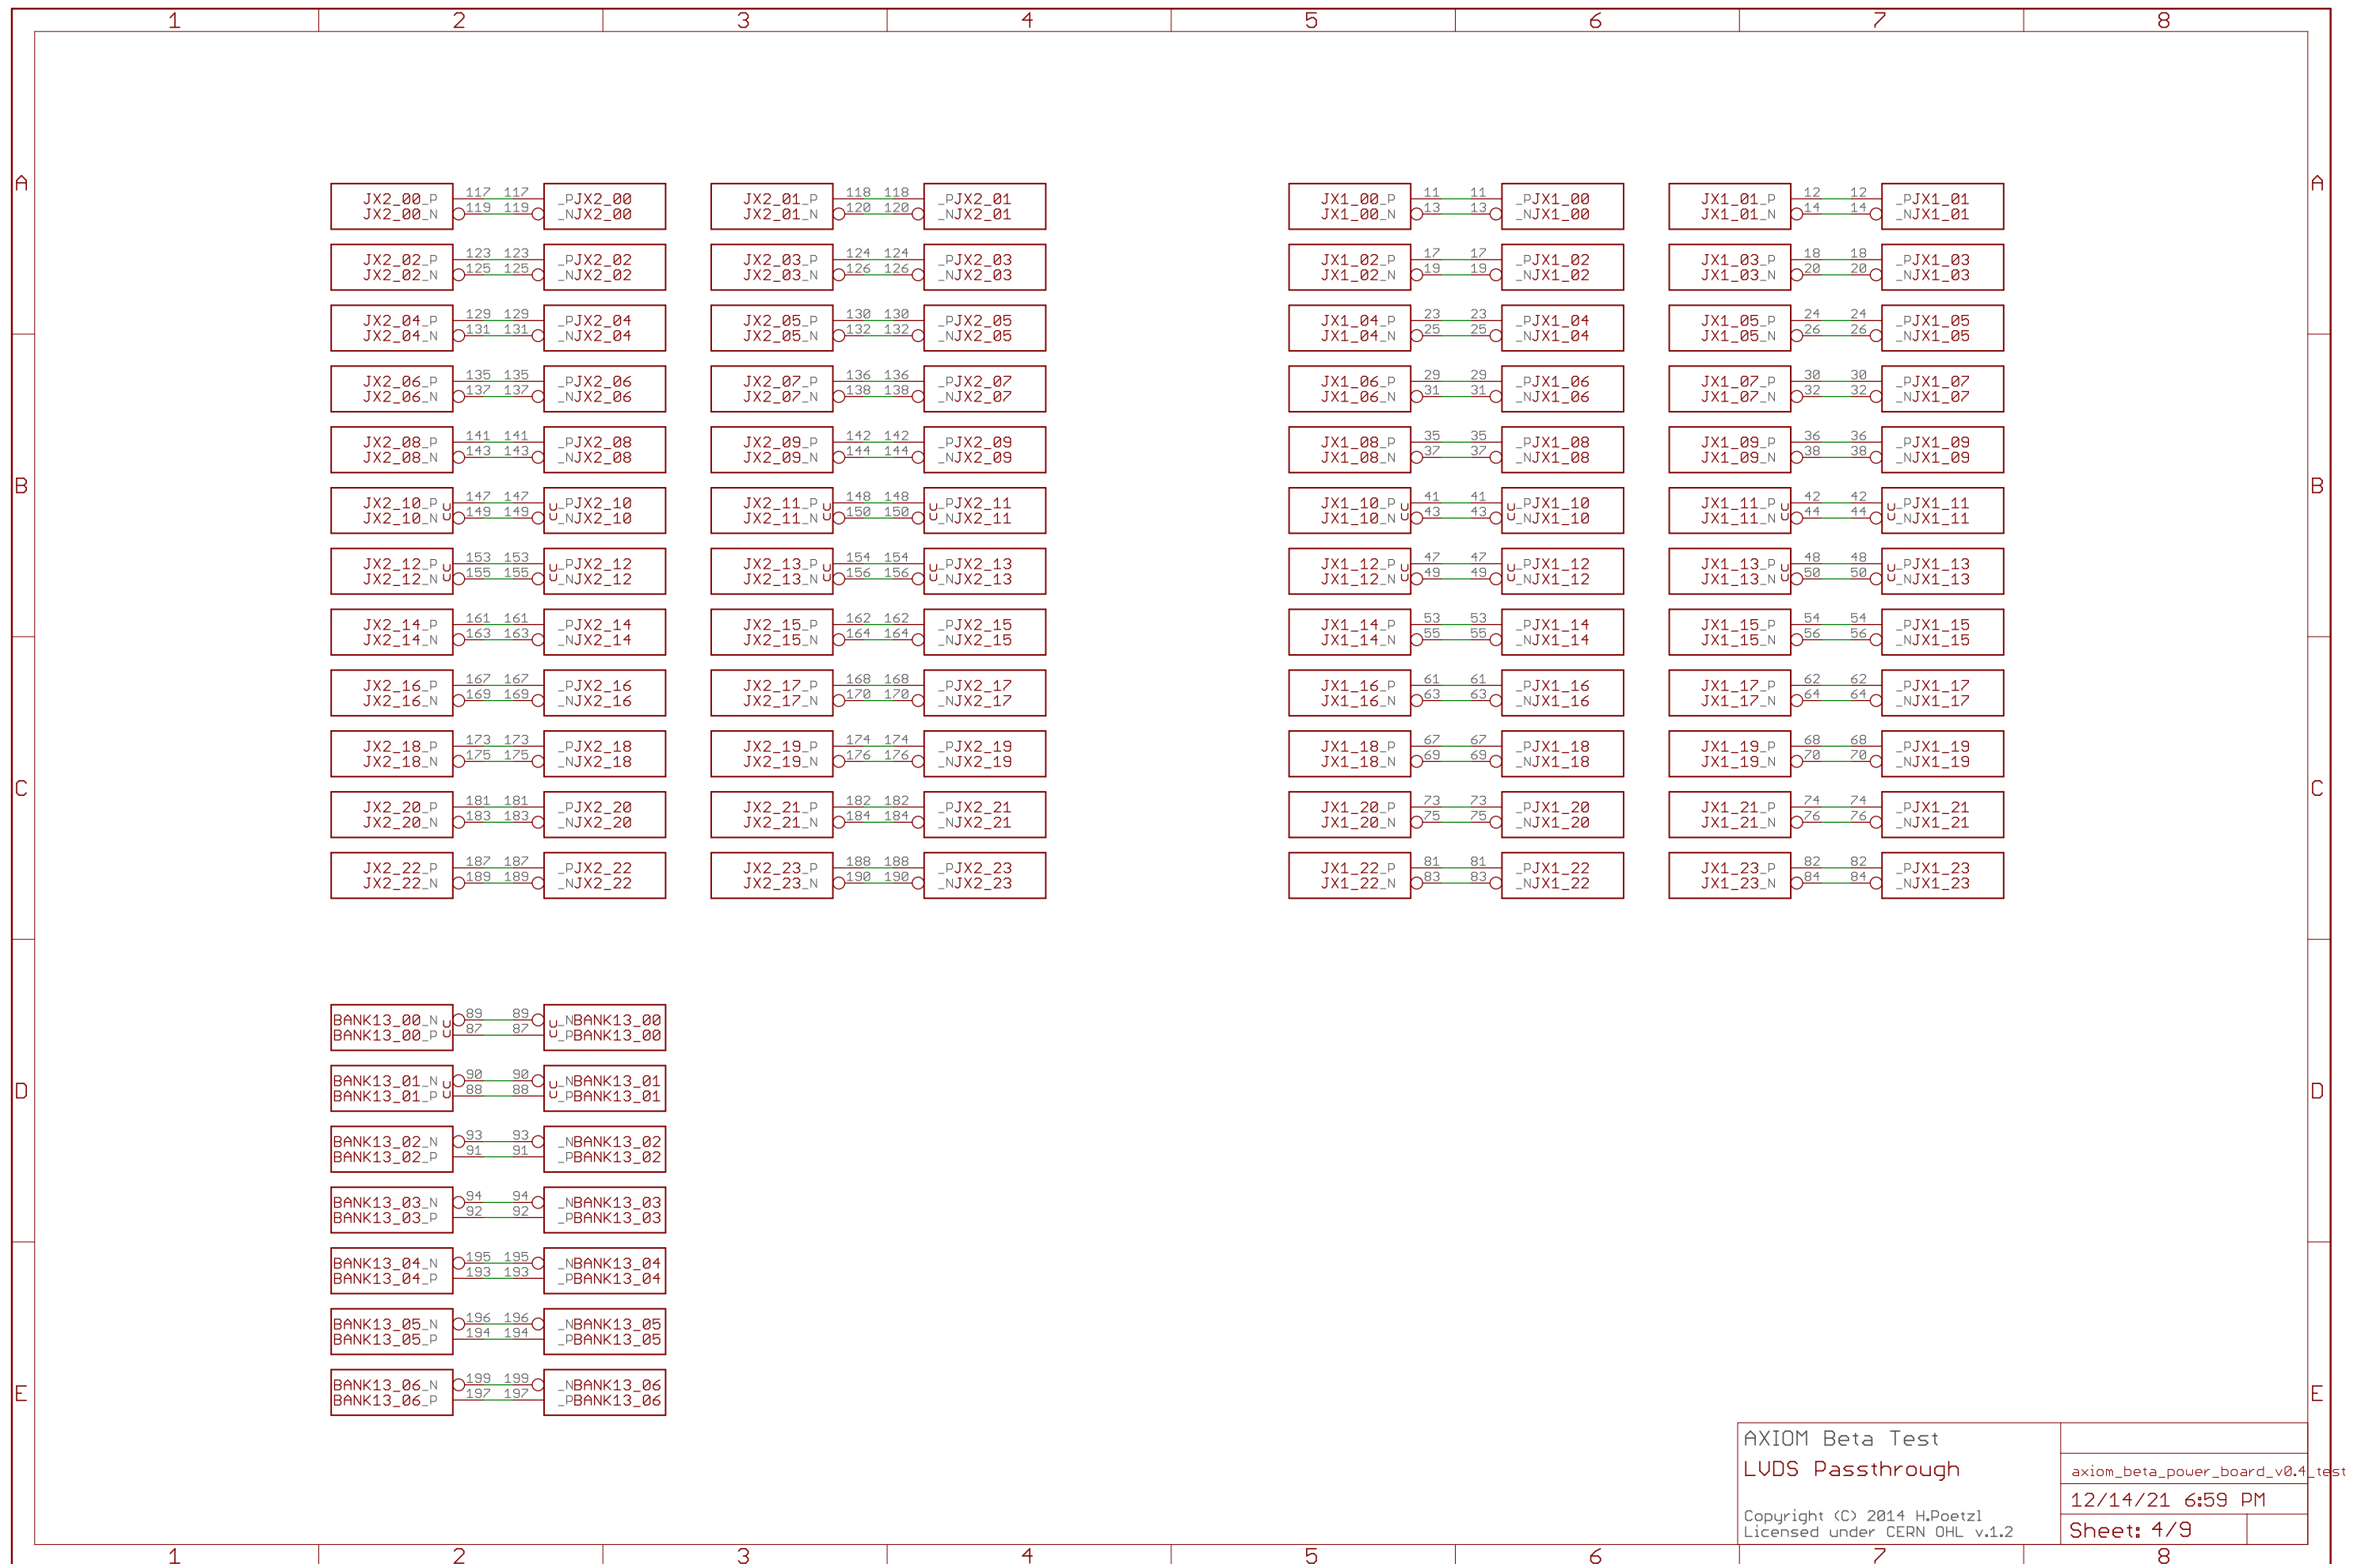 1 2 3 4 5 6 7 8
A A
JX2_00_P 117 117 _PJX2_00 JX2_01_P 118 118 _PJX2_01 JX1_00_P 11 11 _PJX1_00 JX1_01_P 12 12 _PJX1_01
JX2_00_N 119 119 _NJX2_00 JX2_01_N 120 120 _NJX2_01 JX1_00_N 13 13 _NJX1_00 JX1_01_N 14 14 _NJX1_01
JX2_02_P 123 123 _PJX2_02 JX2_03_P 124 124 _PJX2_03 JX1_02_P 17 17 _PJX1_02 JX1_03_P 18 18 _PJX1_03
JX2_02_N 125 125 _NJX2_02 JX2_03_N 126 126 _NJX2_03 JX1_02_N 19 19 _NJX1_02 JX1_03_N 20 20 _NJX1_03
JX2_04_P 129 129 _PJX2_04 JX2_05_P 130 130 _PJX2_05 JX1_04_P 23 23 _PJX1_04 JX1_05_P 24 24 _PJX1_05
JX2_04_N 131 131 _NJX2_04 JX2_05_N 132 132 _NJX2_05 JX1_04_N 25 25 _NJX1_04 JX1_05_N 26 26 _NJX1_05
JX2_06_P 135 135 _PJX2_06 JX2_07_P 136 136 _PJX2_07 JX1_06_P 29 29 _PJX1_06 JX1_07_P 30 30 _PJX1_07
JX2_06_N 137 137 _NJX2_06 JX2_07_N 138 138 _NJX2_07 JX1_06_N 31 31 _NJX1_06 JX1_07_N 32 32 _NJX1_07
JX2_08_P 141 141 _PJX2_08 JX2_09_P 142 142 _PJX2_09 JX1_08_P 35 35 _PJX1_08 JX1_09_P 36 36 _PJX1_09
JX2_08_N 143 143 _NJX2_08 JX2_09_N 144 144 _NJX2_09 JX1_08_N 37 37 _NJX1_08 JX1_09_N 38 38 _NJX1_09
B B
JX2_10_P U 147 147 U _PJX2_10 JX2_11_P U 148 148 U _PJX2_11 JX1_10_P U 41 41 U _PJX1_10 JX1_11_P U 42 42 U _PJX1_11
JX2_10_N U 149 149 U _NJX2_10 JX2_11_N U 150 150 U _NJX2_11 JX1_10_N U 43 43 U _NJX1_10 JX1_11_N U 44 44 U _NJX1_11
JX2_12_P U 153 153 U _PJX2_12 JX2_13_P U 154 154 U _PJX2_13 JX1_12_P U 47 47 U _PJX1_12 JX1_13_P U 48 48 U _PJX1_13
JX2_12_N U 155 155 U _NJX2_12 JX2_13_N U 156 156 U _NJX2_13 JX1_12_N U 49 49 U _NJX1_12 JX1_13_N U 50 50 U _NJX1_13
JX2_14_P 161 161 _PJX2_14 JX2_15_P 162 162 _PJX2_15 JX1_14_P 53 53 _PJX1_14 JX1_15_P 54 54 _PJX1_15
JX2_14_N 163 163 _NJX2_14 JX2_15_N 164 164 _NJX2_15 JX1_14_N 55 55 _NJX1_14 JX1_15_N 56 56 _NJX1_15
JX2_16_P 167 167 _PJX2_16 JX2_17_P 168 168 _PJX2_17 JX1_16_P 61 61 _PJX1_16 JX1_17_P 62 62 _PJX1_17
JX2_16_N 169 169 _NJX2_16 JX2_17_N 170 170 _NJX2_17 JX1_16_N 63 63 _NJX1_16 JX1_17_N 64 64 _NJX1_17
JX2_18_P 173 173 _PJX2_18 JX2_19_P 174 174 _PJX2_19 JX1_18_P 67 67 _PJX1_18 JX1_19_P 68 68 _PJX1_19
JX2_18_N 175 175 _NJX2_18 JX2_19_N 176 176 _NJX2_19 JX1_18_N 69 69 _NJX1_18 JX1_19_N 70 70 _NJX1_19
C C
JX2_20_P 181 181 _PJX2_20 JX2_21_P 182 182 _PJX2_21 JX1_20_P 73 73 _PJX1_20 JX1_21_P 74 74 _PJX1_21
JX2_20_N 183 183 _NJX2_20 JX2_21_N 184 184 _NJX2_21 JX1_20_N 75 75 _NJX1_20 JX1_21_N 76 76 _NJX1_21
JX2_22_P 187 187 _PJX2_22 JX2_23_P 188 188 _PJX2_23 JX1_22_P 81 81 _PJX1_22 JX1_23_P 82 82 _PJX1_23
JX2_22_N 189 189 _NJX2_22 JX2_23_N 190 190 _NJX2_23 JX1_22_N 83 83 _NJX1_22 JX1_23_N 84 84 _NJX1_23
BANK13_00_N U 89 89 U _NBANK13_00
BANK13_00_P U 87 87 U _PBANK13_00
BANK13_01_N U 90 90 U _NBANK13_01
D D
BANK13_01_P U 88 88 U _PBANK13_01
BANK13_02_N 93 93 _NBANK13_02
BANK13_02_P 91 91 _PBANK13_02
BANK13_03_N 94 94 _NBANK13_03
BANK13_03_P 92 92 _PBANK13_03
BANK13_04_N 195 195 _NBANK13_04
BANK13_04_P 193 193 _PBANK13_04
BANK13_05_N 196 196 _NBANK13_05
BANK13_05_P 194 194 _PBANK13_05
BANK13_06_N 199 199 _NBANK13_06
E E
BANK13_06_P 197 197 _PBANK13_06
AXIOM Beta Test
LVDS Passthrough
axiom_beta_power_board_v0.4_test
12/14/21 6:59 PM
Copyright (C) 2014 H.Poetzl
Licensed under CERN OHL v.1.2
Sheet: 4/9
1 2 3 4 5 6 7 8